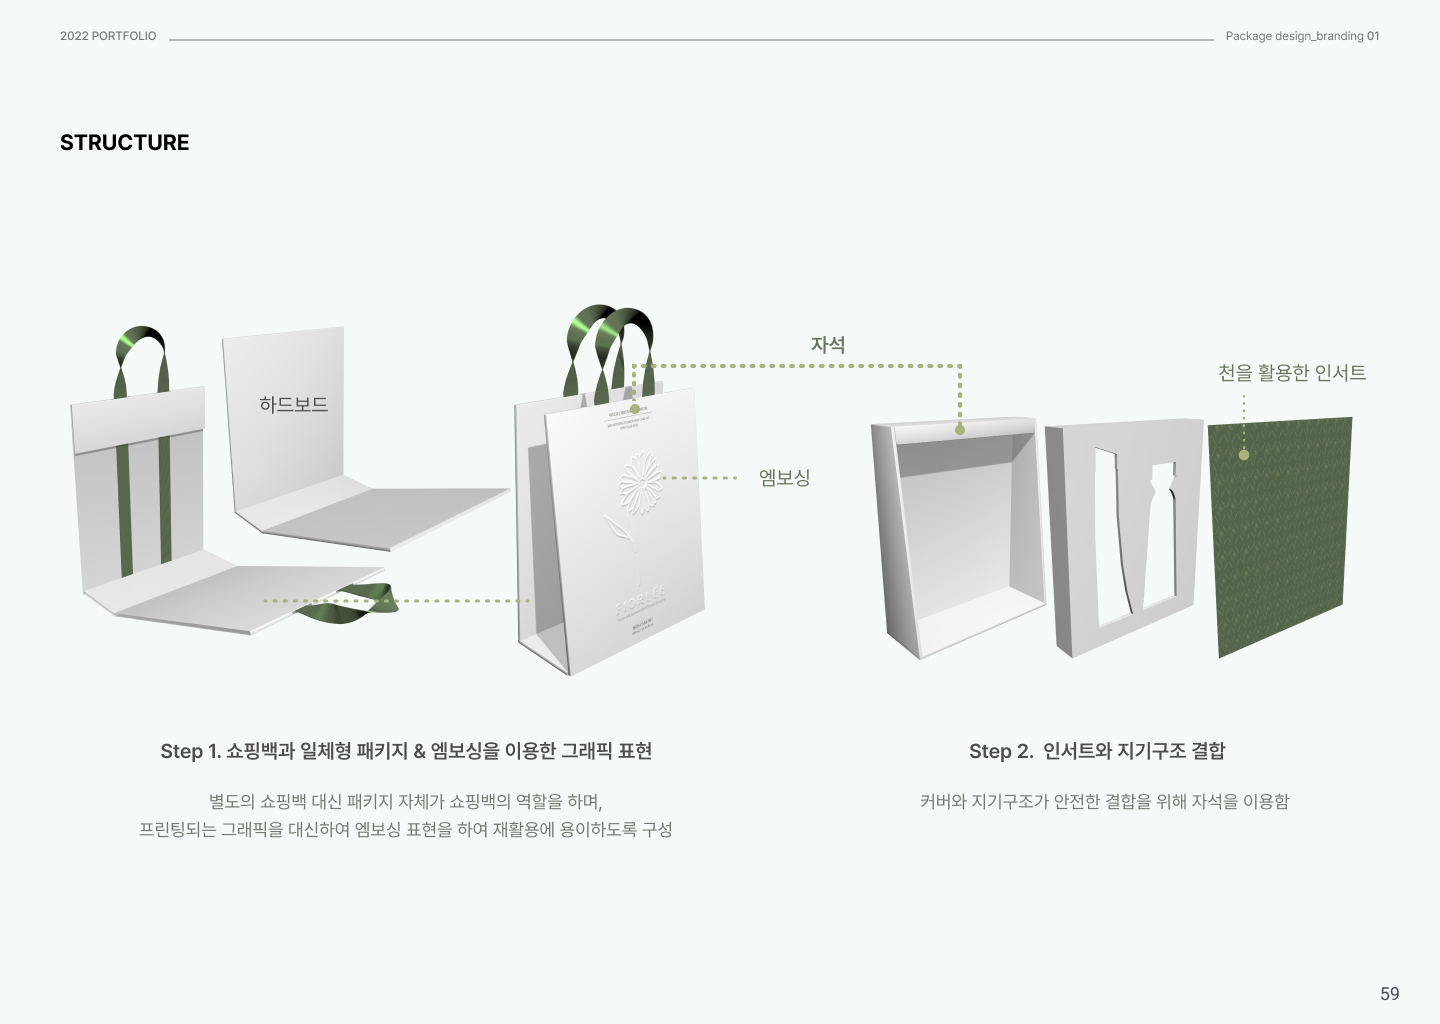 2022 PORTFOLIO
Package design_branding 01
STRUCTURE
하드보드
자석
엠보싱
천을 활용한 인서트
FIORLEE
Step 1. 쇼핑백과 일체형 패키지 & 엠보싱을 이용한 그래픽 표현
별도의 쇼핑백 대신 패키지 자체가 쇼핑백의 역할을 하며,
프린팅되는 그래픽을 대신하여 엠보싱 표현을 하여 재활용에 용이하도록 구성
Step 2. 인서트와 지기구조 결합
커버와 지기구조가 안전한 결합을 위해 자석을 이용함
59